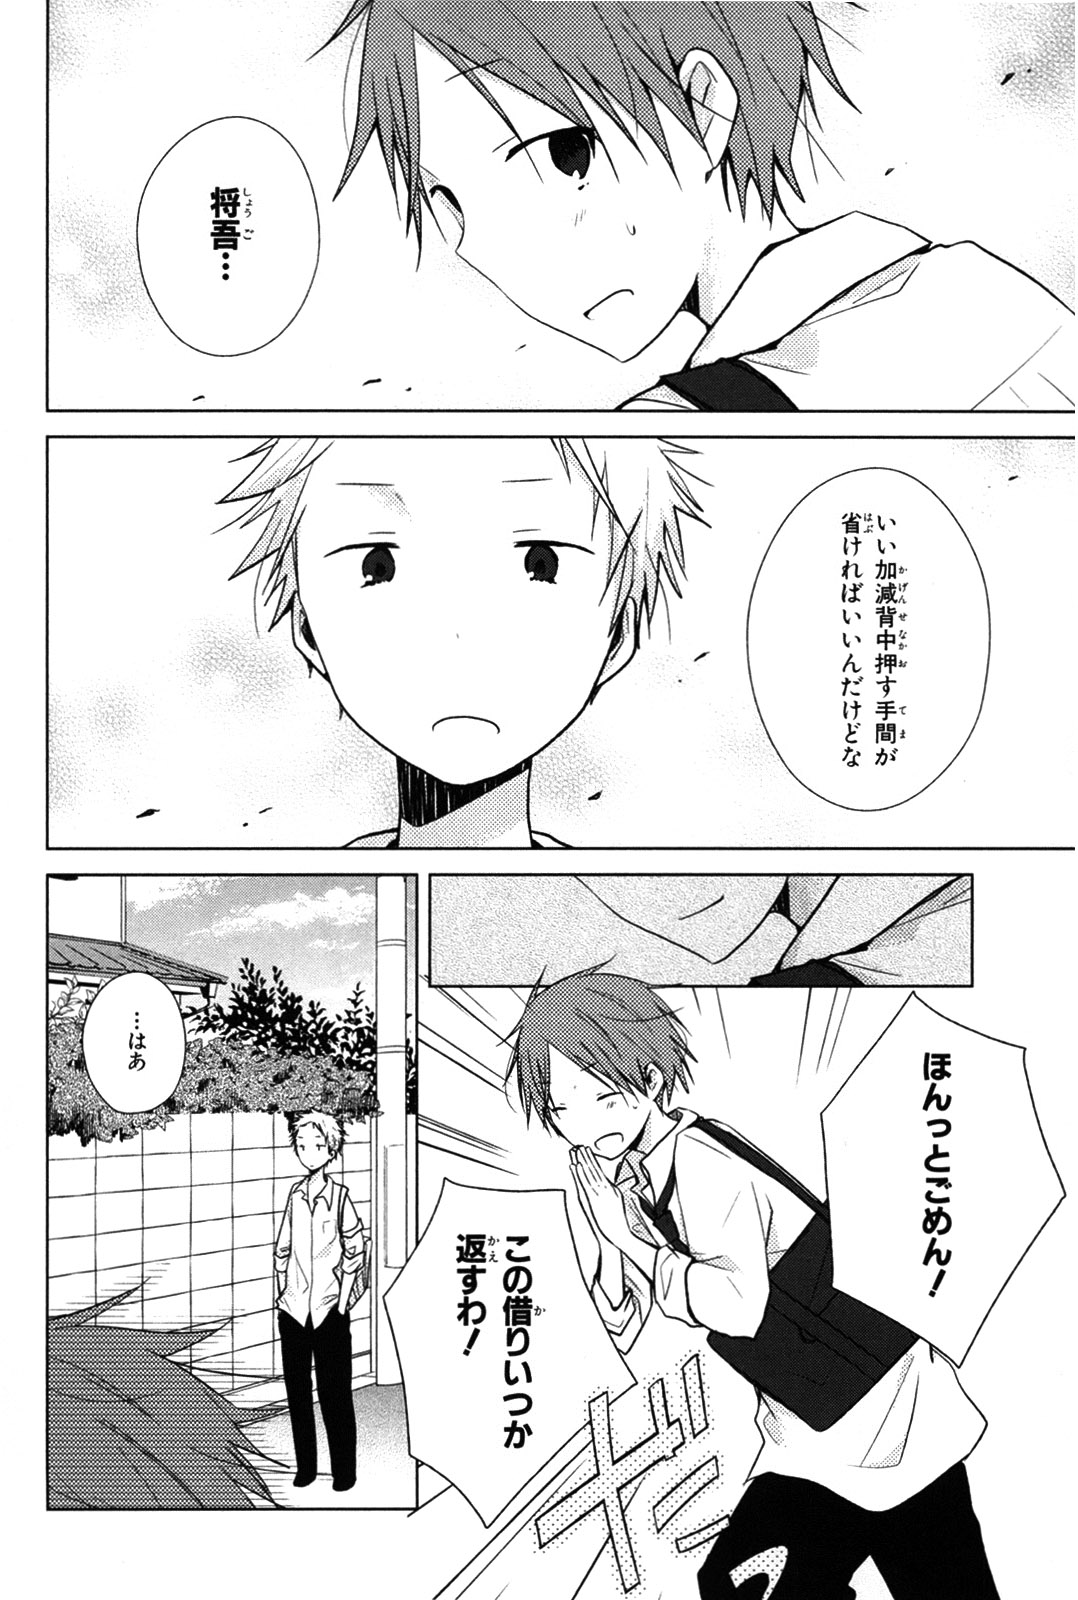 将吾…
いい加減背中押す手間が
省ければいいんだけどな
ほんっとごめん!
この借りいつか
返すわ!
ダッ
…はあ